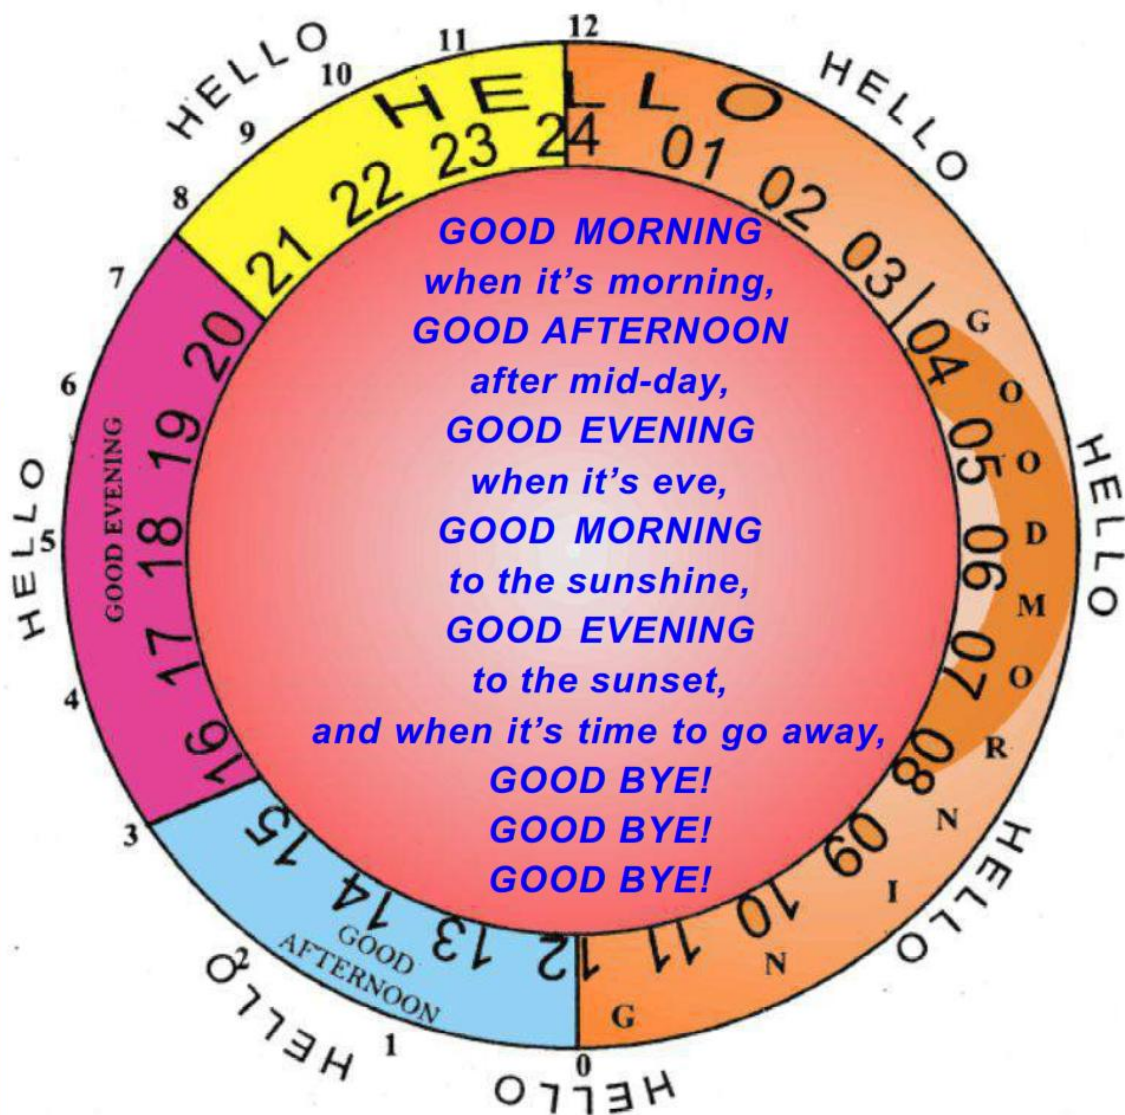 HELLO
HELLO
HELLO
HELLO
HELLO
HELLO
HELLO
HELLO
12
11
10
9
8
7
6
5
4
3
2
1
0
24
01
02
03
04
05
06
07
08
09
10
11
12
13
14
15
16
17
18
19
20
21
22
23
GOOD MORNING
GOOD
AFTERNOON
GOOD EVENING
GOOD MORNING
when it’s morning,
GOOD AFTERNOON
after mid-day,
GOOD EVENING
when it’s eve,
GOOD MORNING
to the sunshine,
GOOD EVENING
to the sunset,
and when it’s time to go away,
GOOD BYE!
GOOD BYE!
GOOD BYE!